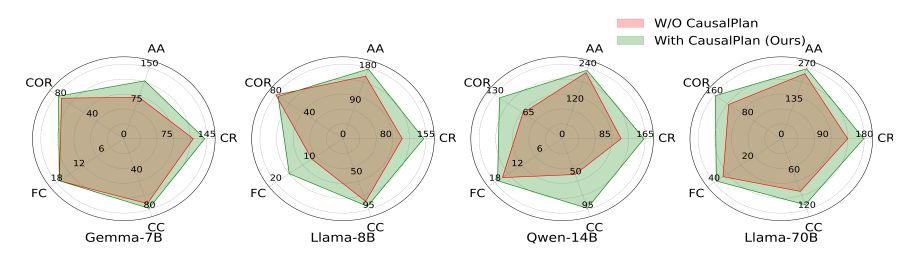 W/O CausalPlan
With CausalPlan (Ours)
AA
150
COR
80
75
40
0
75
145
CR
6
12
40
18
FC
80
CC
Gemma-7B
AA
180
COR
80
90
40
0
80
155
CR
10
50
20
FC
95
CC
Llama-8B
AA
240
COR
130
120
65
0
85
165
CR
6
12
50
18
FC
95
CC
Qwen-14B
AA
270
COR
160
135
80
0
90
180
CR
20
60
40
FC
120
CC
Llama-70B